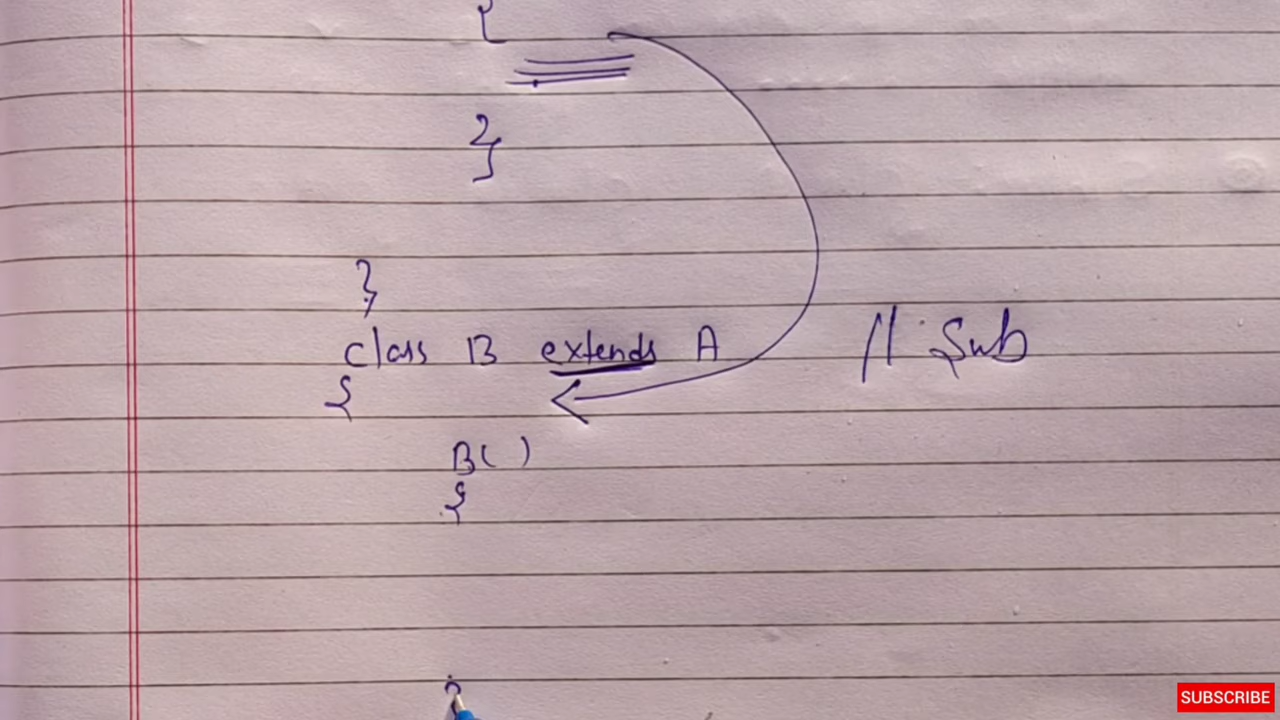 {
}
}
class B extends A // Sub
{
B( )
{
SUBSCRIBE